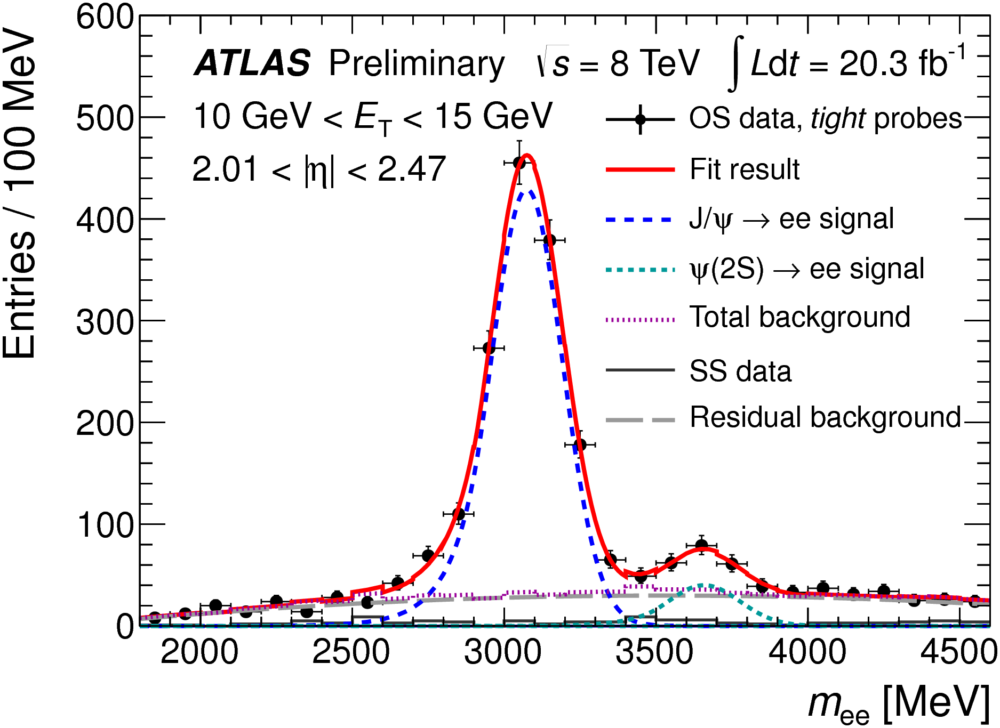 Entries / 100 MeV
600
500
400
300
200
100
0
ATLAS Preliminary √s = 8 TeV ∫Ldt = 20.3 fb⁻¹
10 GeV < E_T < 15 GeV
2.01 < |η| < 2.47
OS data, tight probes
Fit result
J/ψ → ee signal
ψ(2S) → ee signal
Total background
SS data
Residual background
2000 2500 3000 3500 4000 4500
m_ee [MeV]